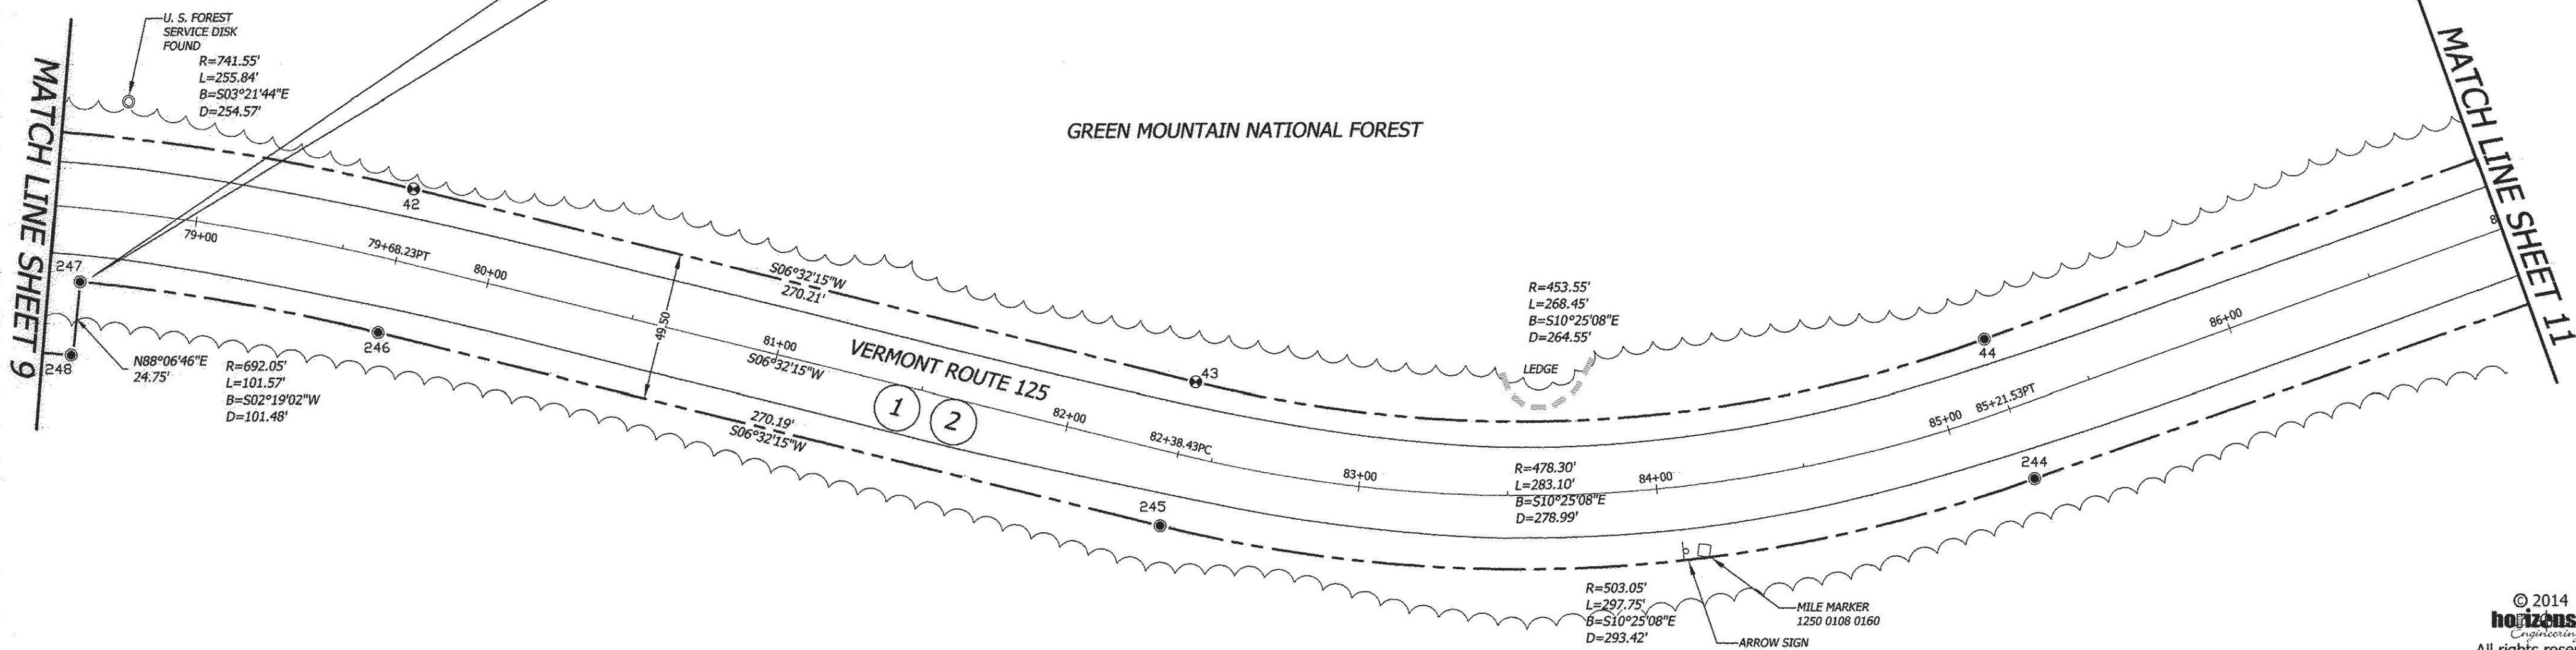 U. S. FOREST
SERVICE DISK
FOUND
R=741.55'
L=255.84'
B=S03°21'44"E
D=254.57'
MATCH LINE SHEET 9
GREEN MOUNTAIN NATIONAL FOREST
MATCH LINE SHEET 11
42
79+00
79+68.23PT
80+00
247
248
N88°06'46"E
24.75'
246
R=692.05'
L=101.57'
B=S02°19'02"W
D=101.48'
49.50
S06°32'15"W
270.21'
81+00
S06°32'15"W
VERMONT ROUTE 125
1
2
270.19'
S06°32'15"W
82+00
82+38.43PC
43
245
83+00
R=453.55'
L=268.45'
B=S10°25'08"E
D=264.55'
LEDGE
R=478.30'
L=283.10'
B=S10°25'08"E
D=278.99'
84+00
44
85+00
85+21.53PT
86+00
8
244
R=503.05'
L=297.75'
B=S10°25'08"E
D=293.42'
MILE MARKER
1250 0108 0160
ARROW SIGN
© 2014
horizons
Engineering
All rights rese